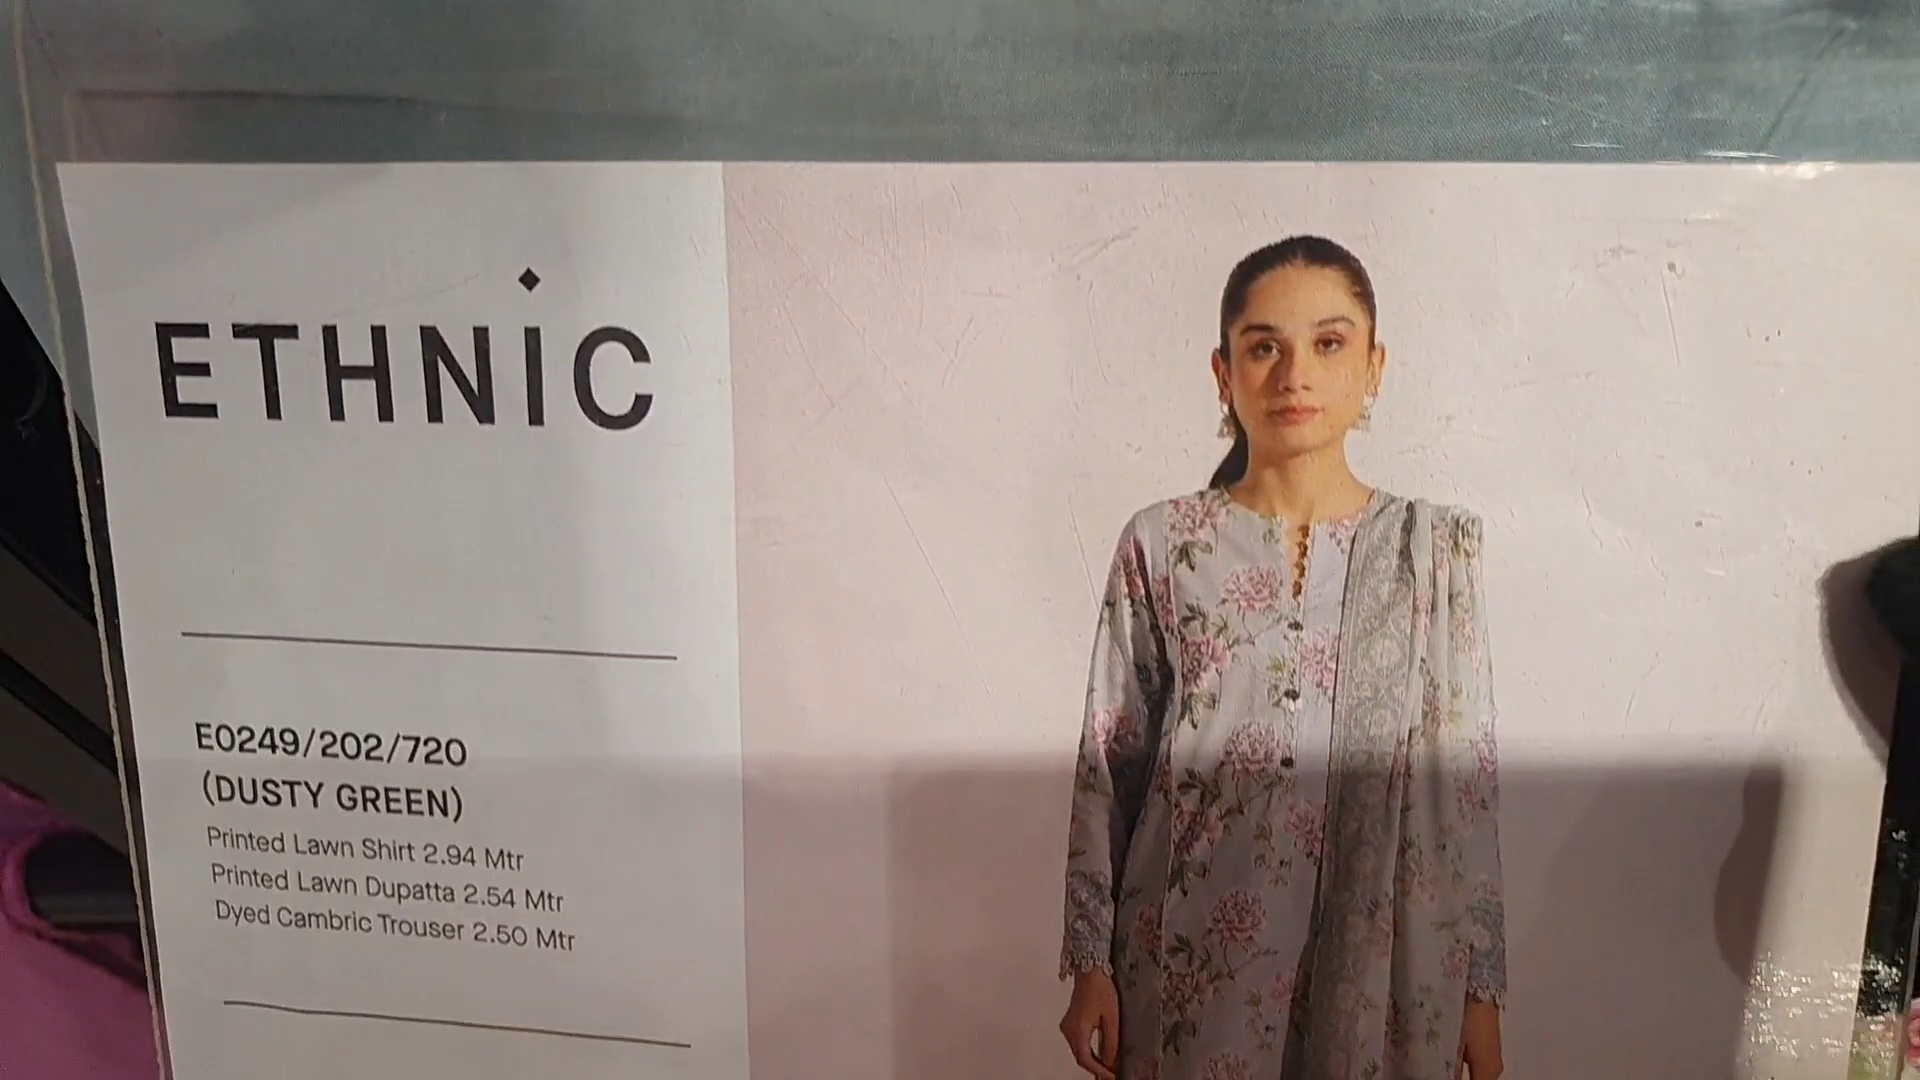 ETHNiC
E0249/202/720
(DUSTY GREEN)
Printed Lawn Shirt 2.94 Mtr
Printed Lawn Dupatta 2.54 Mtr
Dyed Cambric Trouser 2.50 Mtr